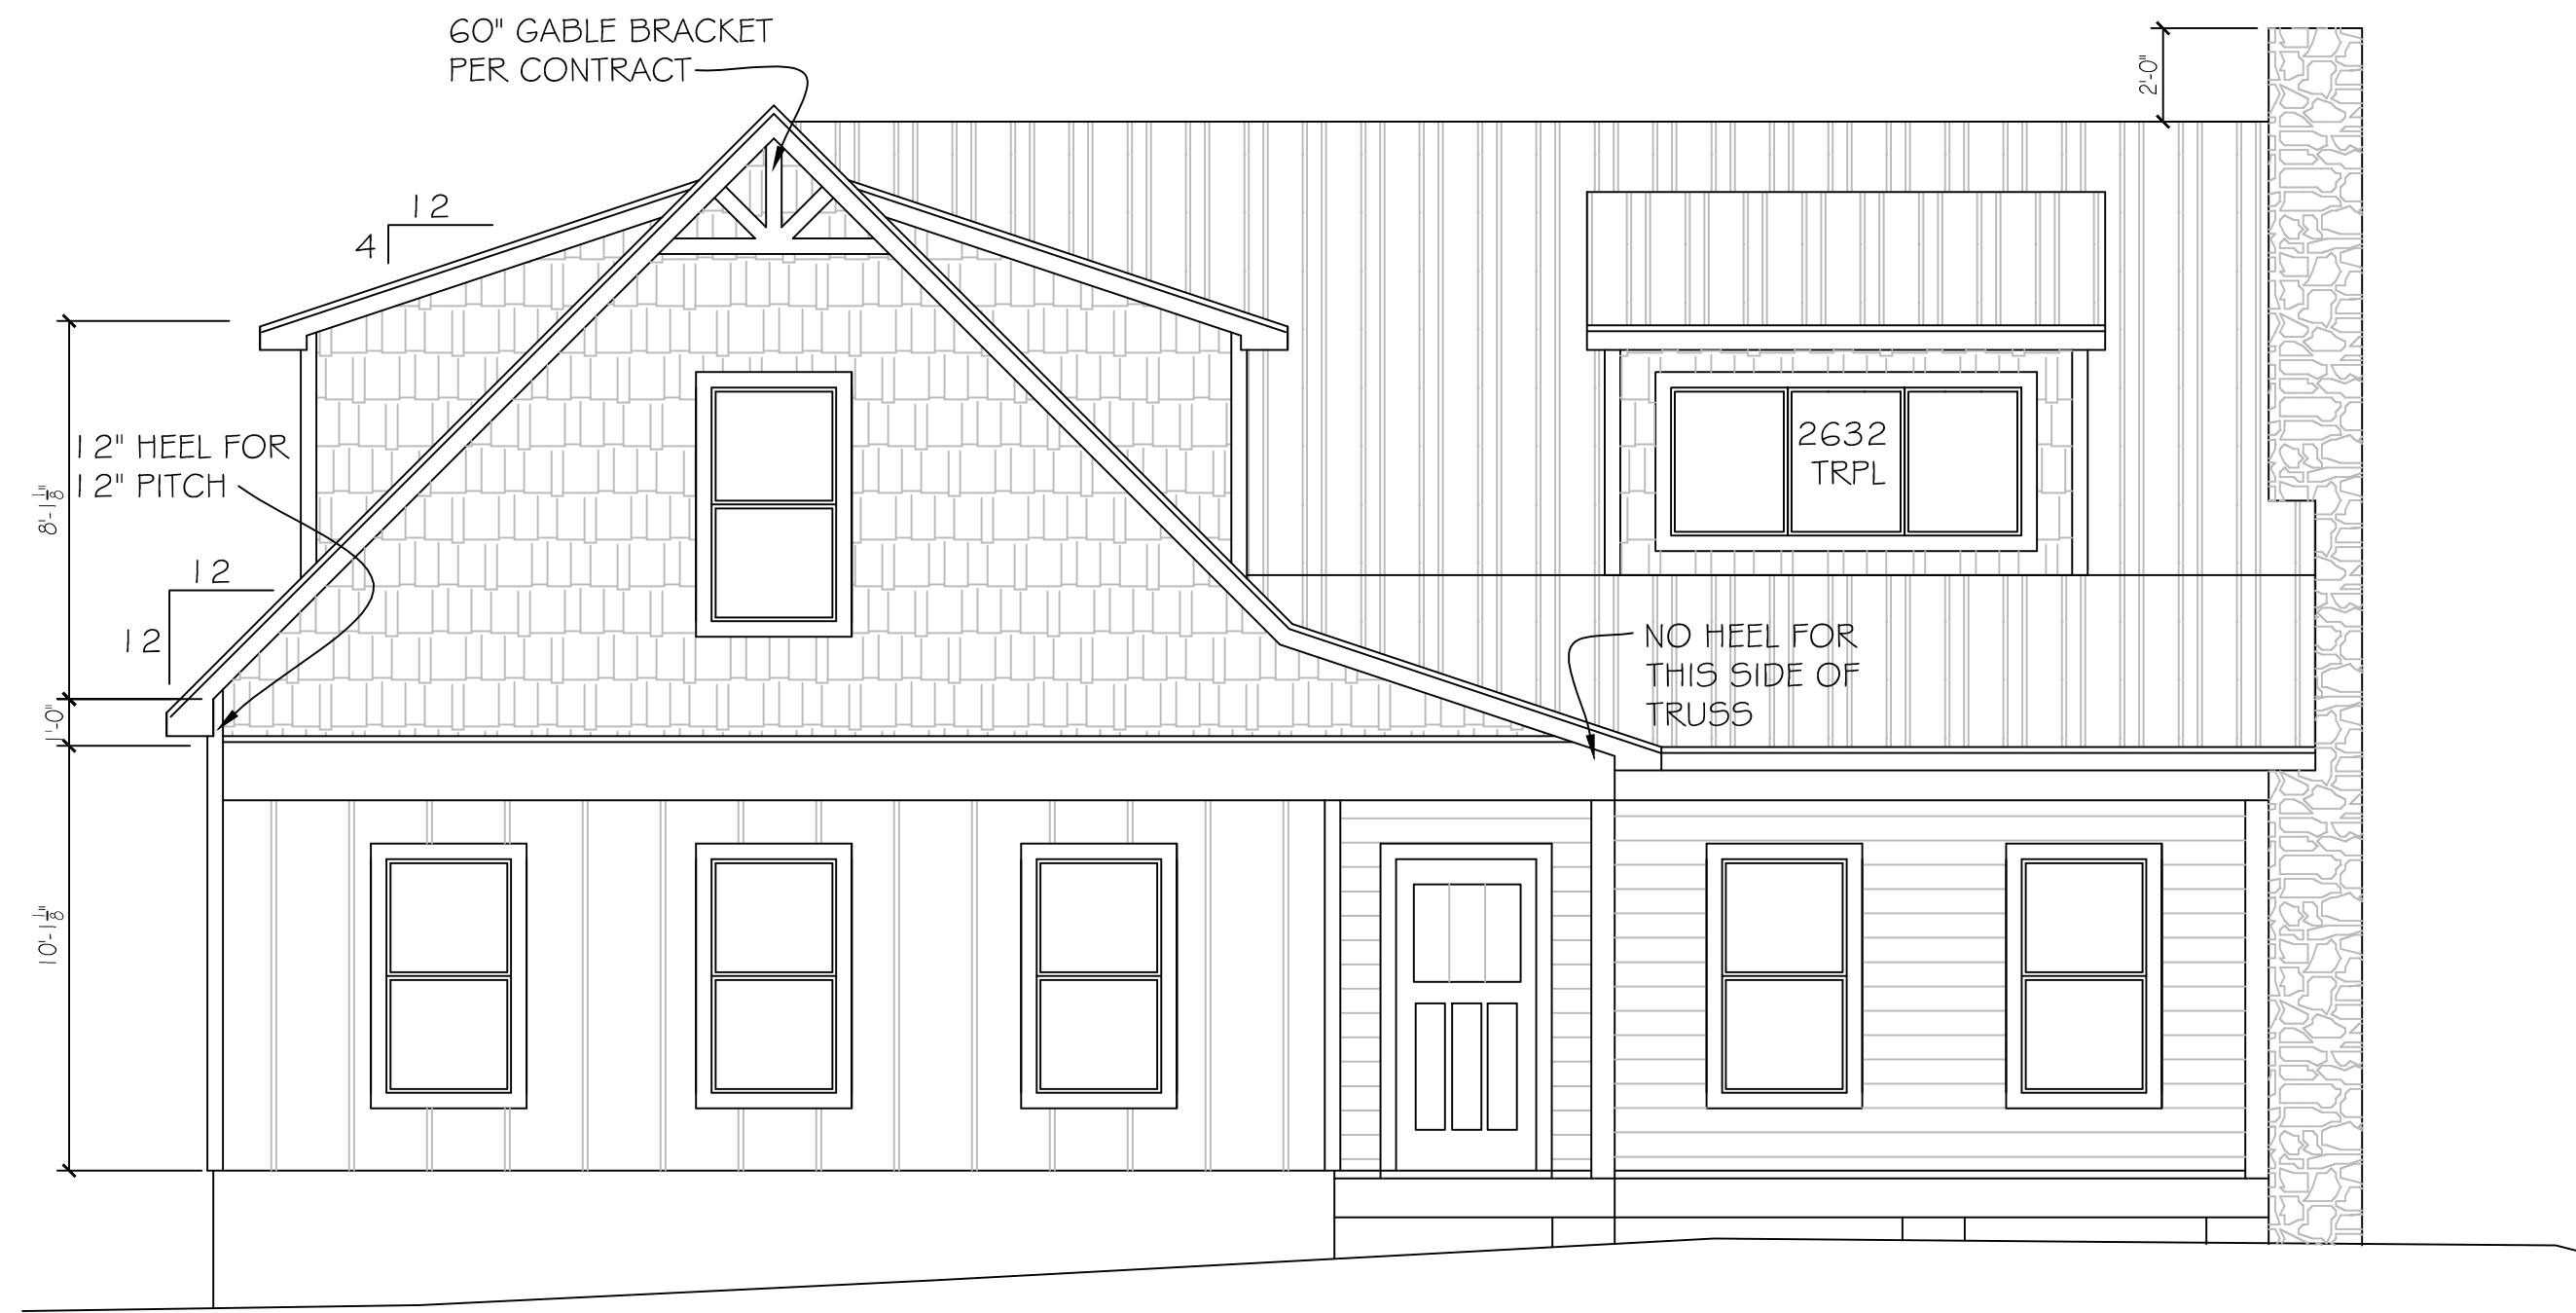 60" GABLE BRACKET
PER CONTRACT
2'-0"
12
4
12" HEEL FOR
12" PITCH
8'-1 1/8"
2632
TRPL
12
12
NO HEEL FOR
THIS SIDE OF
TRUSS
1'-0"
10'-1 1/8"